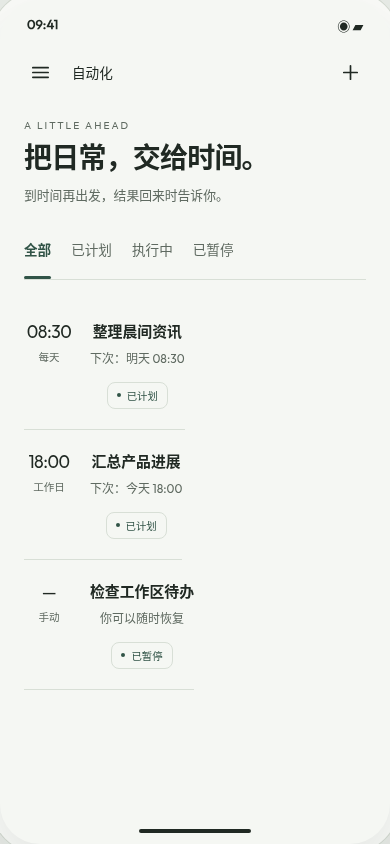 09:41
自动化
A LITTLE AHEAD
把日常，交给时间。
到时间再出发，结果回来时告诉你。
全部 已计划 执行中 已暂停
08:30 整理晨间资讯
每天 下次：明天 08:30
已计划
18:00 汇总产品进展
工作日 下次：今天 18:00
已计划
— 检查工作区待办
手动 你可以随时恢复
已暂停